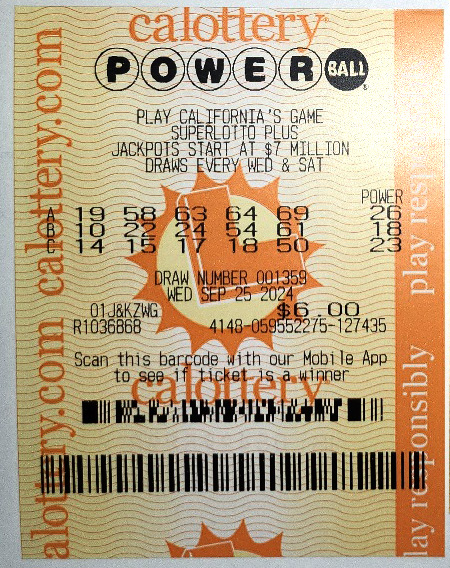 calottery
POWERBALL
PLAY CALIFORNIA'S GAME
SUPERLOTTO PLUS
JACKPOTS START AT $7 MILLION
DRAWS EVERY WED & SAT
POWER
A 19 58 63 64 69 26
B 10 22 24 54 61 18
C 14 15 17 18 50 23
DRAW NUMBER 001359
WED SEP 25 2024
01J&KZWG $6.00
R1036868 4148-059552275-127435
Scan this barcode with our Mobile App
to see if ticket is a winner
calottery
calottery.com calottery.com
play responsibly play